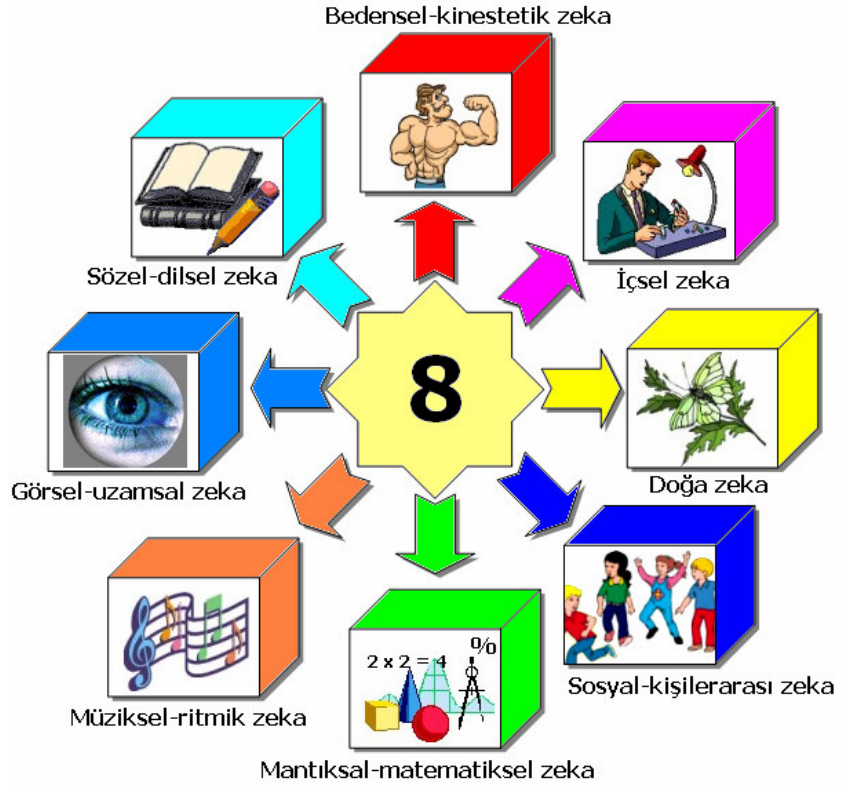 Bedensel-kinestetik zeka
Sözel-dilsel zeka
İçsel zeka
8
Görsel-uzamsal zeka
Doğa zeka
2 x 2 = 4
%
Müziksel-ritmik zeka
Sosyal-kişilerarası zeka
Mantıksal-matematiksel zeka